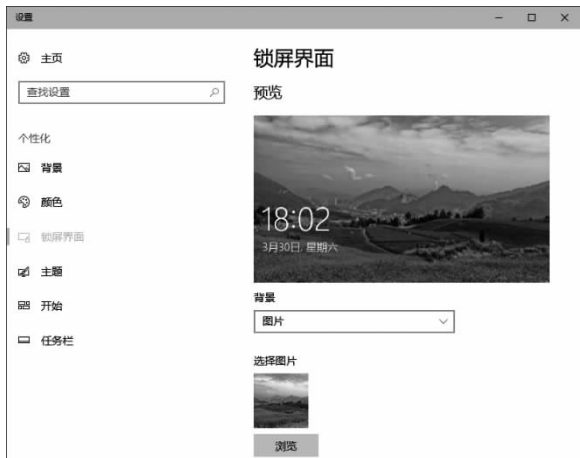 设置
主页
查找设置
个性化
背景
颜色
锁屏界面
主题
开始
任务栏
锁屏界面
预览
18:02
3月30日, 星期六
背景
图片
选择图片
浏览